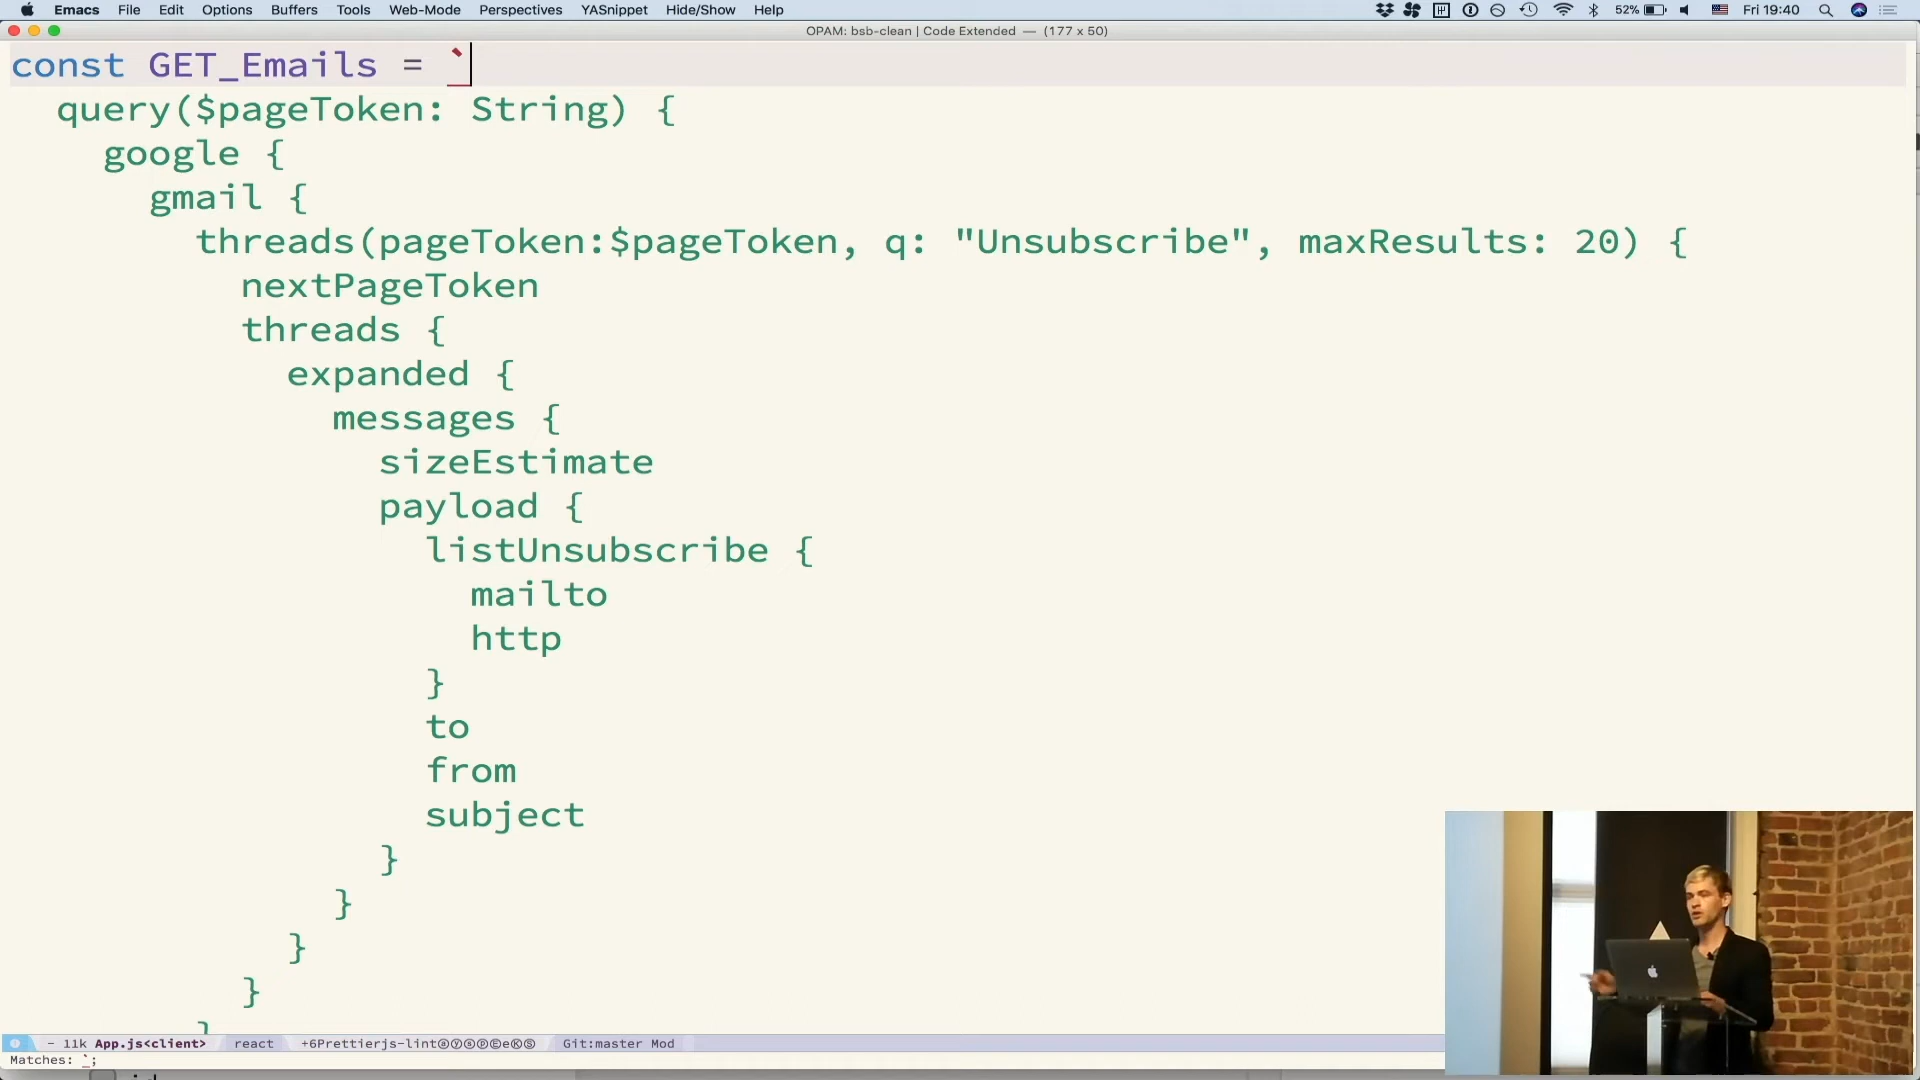 Emacs File Edit Options Buffers Tools Web-Mode Perspectives YASnippet Hide/Show Help 52% Fri 19:40
OPAM: bsb-clean | Code Extended — (177 x 50)
const GET_Emails = `
query($pageToken: String) {
google {
gmail {
threads(pageToken:$pageToken, q: "Unsubscribe", maxResults: 20) {
nextPageToken
threads {
expanded {
messages {
sizeEstimate
payload {
listUnsubscribe {
mailto
http
}
to
from
subject
}
}
}
}
}
- 11k App.js<client> react +6Prettierjs-lintⓐⓨⓢⓅⒺeⓀⓈ Git:master Mod
Matches: `;